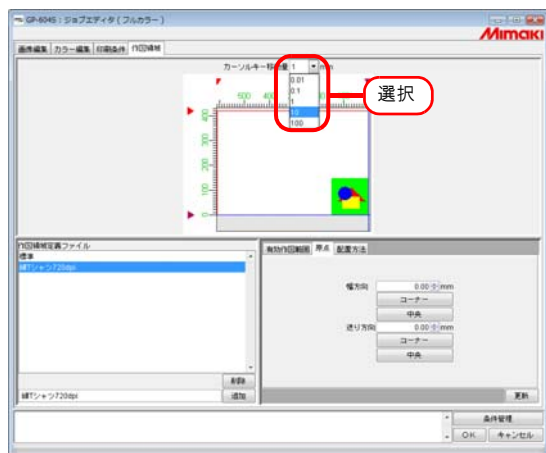 GP-604S : ジョブエディタ ( フルカラー )
Mimaki
画像編集 カラー編集 印刷条件 作図領域
カーソルキー移動量 1 mm
0.01
0.1
1
10
100
選択
600
400
300
200
100
0
作図領域定義ファイル
標準
綿Tシャツ720dpi
削除
綿Tシャツ720dpi 追加
有効作図範囲 原点 配置方法
幅方向 0.00 mm
コーナー
中央
送り方向 0.00 mm
コーナー
中央
更新
条件管理
OK キャンセル